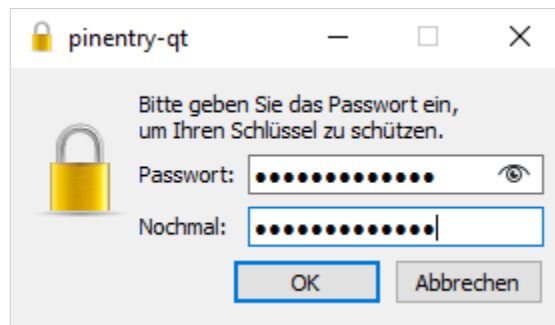 pinentry-qt
Bitte geben Sie das Passwort ein,
um Ihren Schlüssel zu schützen.
Passwort: ●●●●●●●●●●●●●
Nochmal: ●●●●●●●●●●●●●
OK Abbrechen